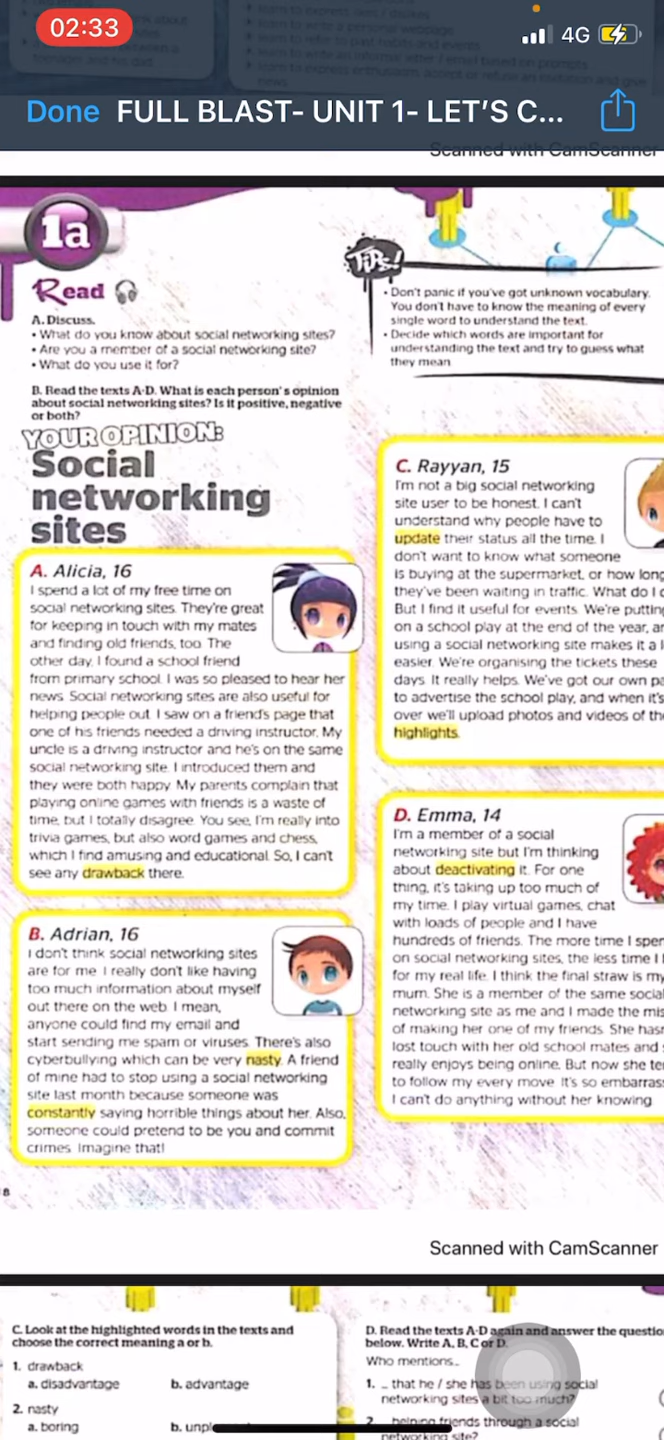 02:33
4G
Done FULL BLAST- UNIT 1- LET'S C...
Scanned with CamScanner
1a
Read
A. Discuss.
• What do you know about social networking sites?
• Are you a member of a social networking site?
• What do you use it for?
B. Read the texts A-D. What is each person's opinion
about social networking sites? Is it positive, negative
or both?
TIPS!
• Don't panic if you've got unknown vocabulary.
You don't have to know the meaning of every
single word to understand the text.
• Decide which words are important for
understanding the text and try to guess what
they mean
YOUR OPINION:
Social
networking
sites
A. Alicia, 16
I spend a lot of my free time on
social networking sites. They're great
for keeping in touch with my mates
and finding old friends, too. The
other day, I found a school friend
from primary school. I was so pleased to hear her
news. Social networking sites are also useful for
helping people out. I saw on a friend's page that
one of his friends needed a driving instructor. My
uncle is a driving instructor and he's on the same
social networking site. I introduced them and
they were both happy. My parents complain that
playing online games with friends is a waste of
time, but I totally disagree. You see, I'm really into
trivia games, but also word games and chess,
which I find amusing and educational. So, I can't
see any drawback there.
B. Adrian, 16
I don't think social networking sites
are for me. I really don't like having
too much information about myself
out there on the web. I mean,
anyone could find my email and
start sending me spam or viruses. There's also
cyberbullying which can be very nasty. A friend
of mine had to stop using a social networking
site last month because someone was
constantly saying horrible things about her. Also,
someone could pretend to be you and commit
crimes. Imagine that!
C. Rayyan, 15
I'm not a big social networking
site user to be honest. I can't
understand why people have to
update their status all the time. I
don't want to know what someone
is buying at the supermarket, or how long
they've been waiting in traffic. What do I
But I find it useful for events. We're
on a school play at the end of the year,
using a social networking site makes it a
easier. We're organising the tickets these
days. It really helps. We've got our own
to advertise the school play, and when it's
over we'll upload photos and videos of
highlights.
D. Emma, 14
I'm a member of a social
networking site but I'm thinking
about deactivating it. For one
thing, it's taking up too much of
my time. I play virtual games, chat
with loads of people and I have
hundreds of friends. The more time I
on social networking sites, the less time I
for my real life. I think the final straw is my
mum. She is a member of the same social
networking site as me and I made the
of making her one of my friends. She
lost touch with her old school mates and
really enjoys being online. But now she
to follow my every move. It's so
I can't do anything without her knowing
8
Scanned with CamScanner
C. Look at the highlighted words in the texts and
choose the correct meaning a or b.
1. drawback
a. disadvantage b. advantage
2. nasty
a. boring b.
D. Read the texts A-D again and answer the
below. Write A, B, C or D.
Who mentions...
1. ... that he / she has been using social
networking sites a bit too much?
2. ... helping friends through a social
networking site?